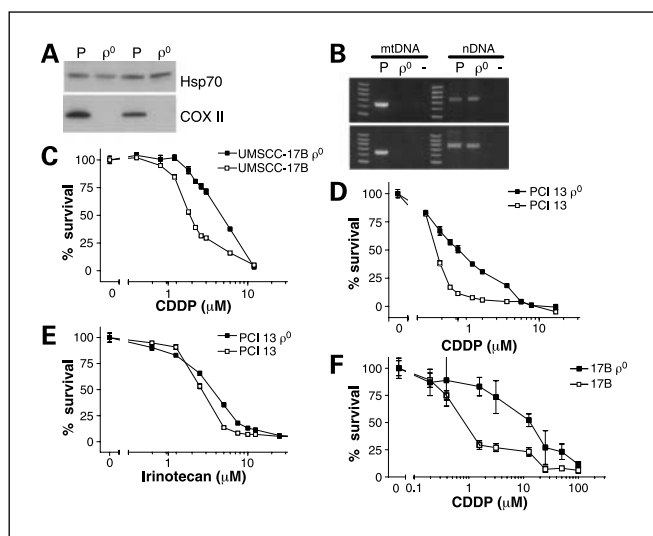 A
P ρ⁰ P ρ⁰
Hsp70
COX II
B
mtDNA nDNA
P ρ⁰ - P ρ⁰ -
C
UMSCC-17B ρ⁰
UMSCC-17B
% survival
100
75
50
25
0
0 1 10
CDDP (μM)
D
PCI 13 ρ⁰
PCI 13
% survival
100
75
50
25
0
0 1 10
CDDP (μM)
E
PCI 13 ρ⁰
PCI 13
% survival
100
75
50
25
0
0 1 10
Irinotecan (μM)
F
17B ρ⁰
17B
% survival
100
75
50
25
0
0 0.1 1 10 100
CDDP (μM)